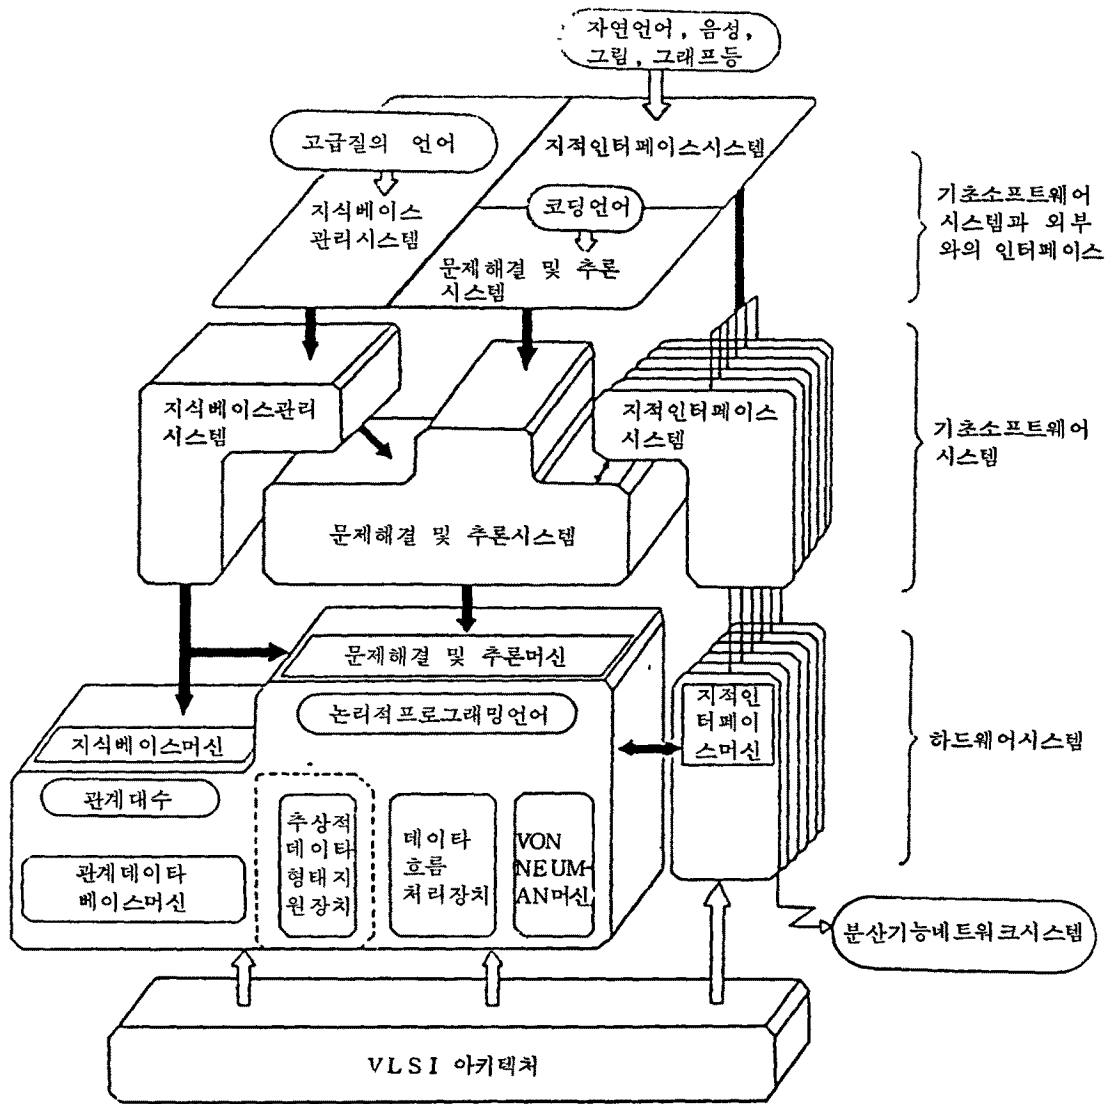 자연언어, 음성,
그림, 그래프등
고급질의 언어
지적인터페이스시스템
지식베이스
관리시스템
코딩언어
문제해결 및 추론
시스템
기초소프트웨어
시스템과 외부
와의 인터페이스
지식베이스관리
시스템
지적인터페이스
시스템
문제해결 및 추론시스템
기초소프트웨어
시스템
문제해결 및 추론머신
논리적프로그래밍언어
지식베이스머신
관계대수
관계데이타
베이스머신
추상적
데이타
형태지
원장치
데이타
흐름
처리장치
VON
NEUM-
AN머신
지적인
터페이
스머신
하드웨어시스템
분산기능네트워크시스템
VLSI 아키텍처